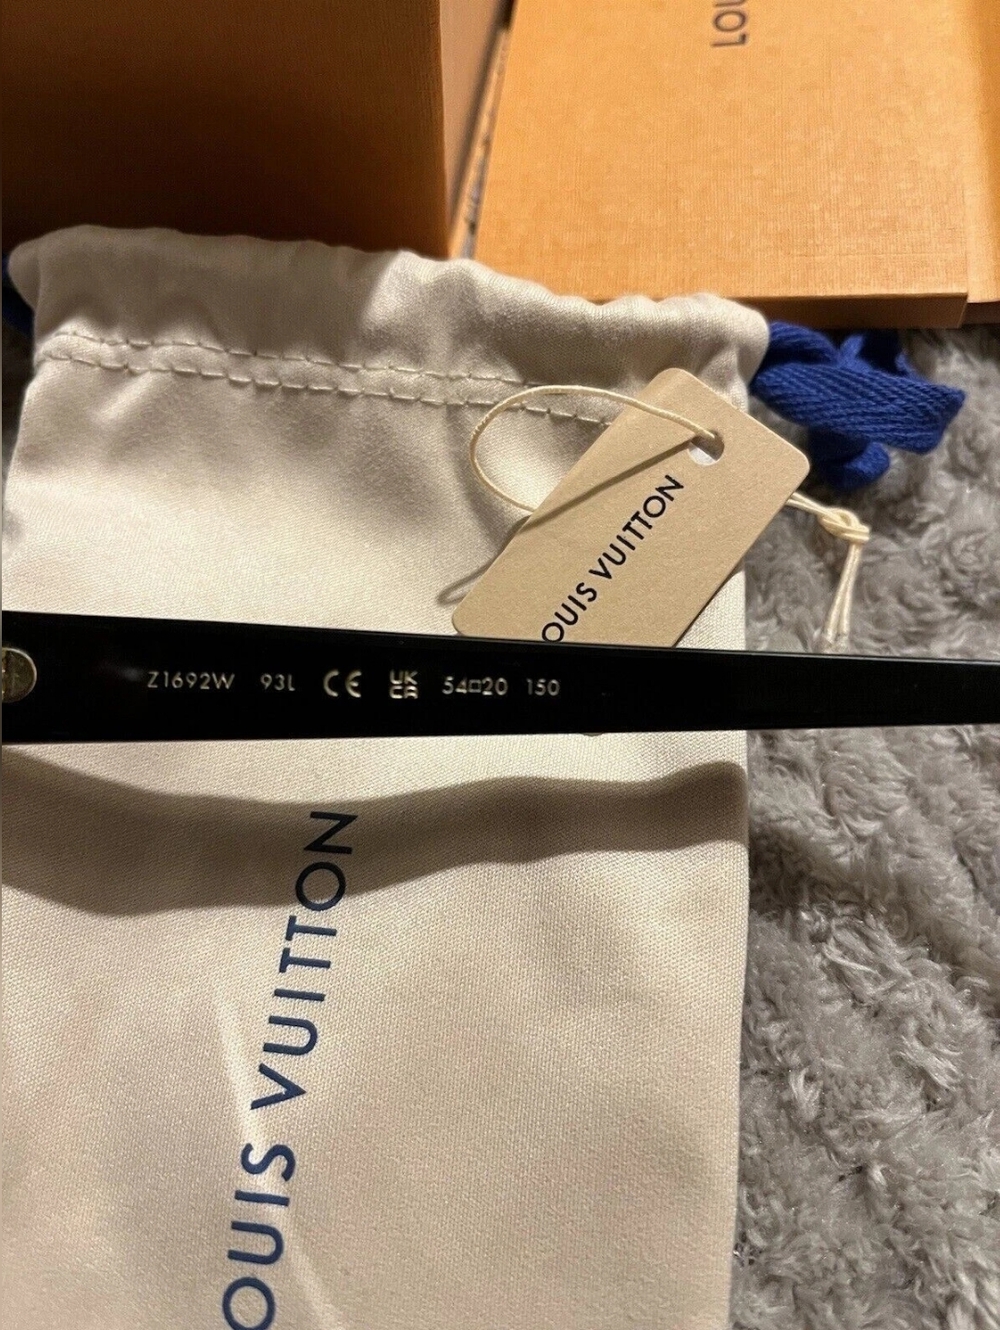 LOU
OUIS VUITTON
Z1692W 93L CE UK CA 54□20 150
OUIS VUITTON